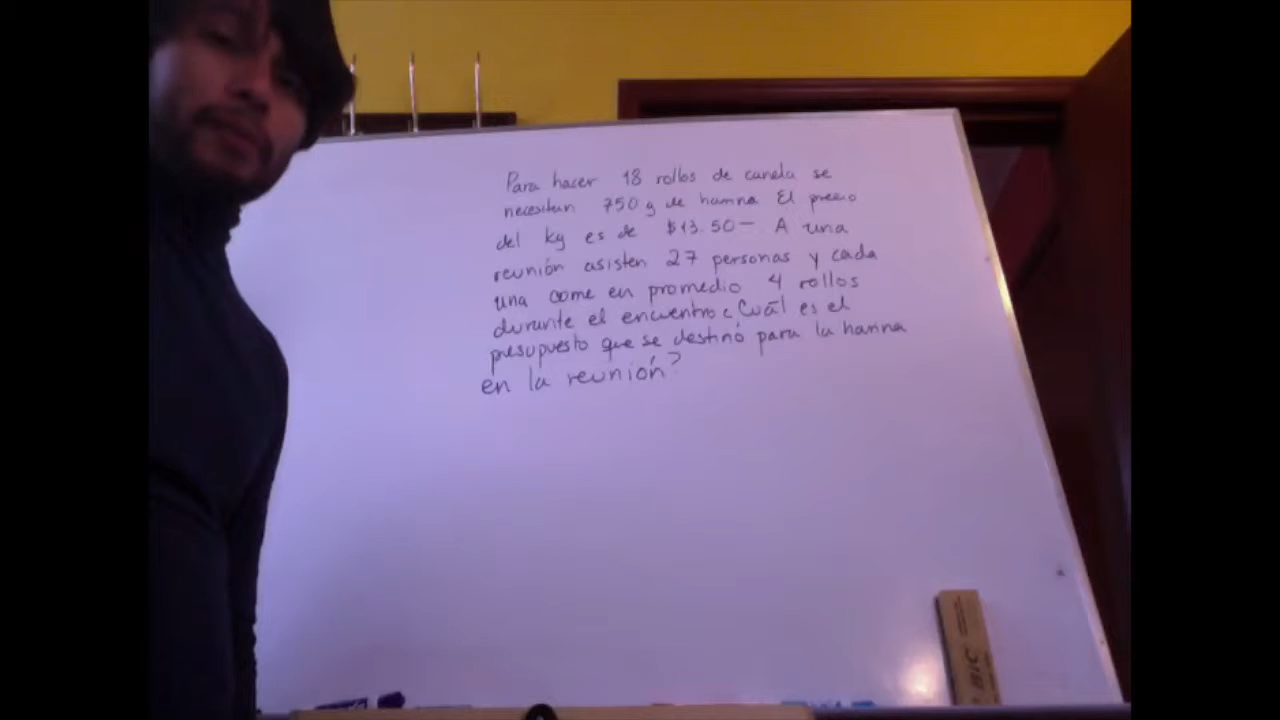 Para hacer 18 rollos de canela se
necesitan 750 g de harina El precio
del kg es de $13.50- A una
reunión asisten 27 personas y cada
una come en promedio 4 rollos
durante el encuentro ¿Cuál es el
presupuesto que se destinó para la harina
en la reunión?
BIC